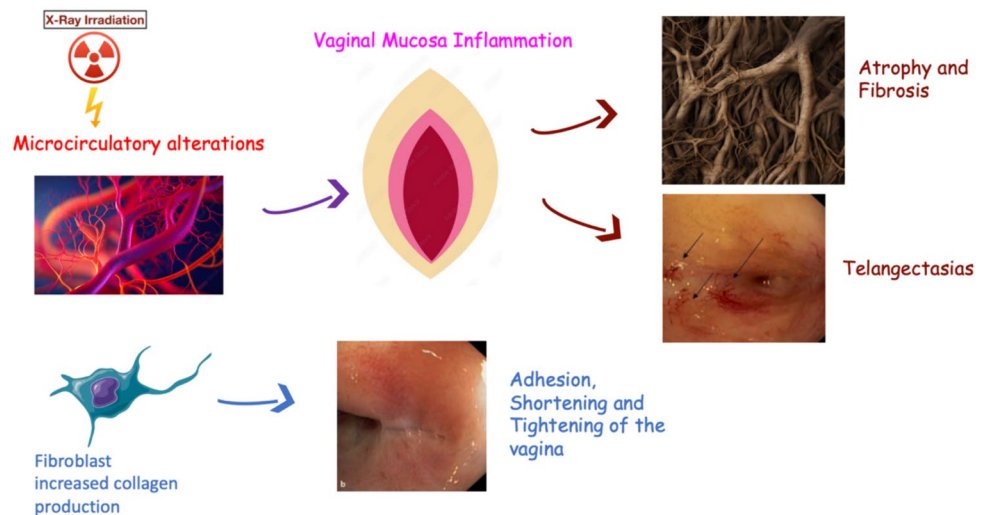 X-Ray Irradiation
Vaginal Mucosa Inflammation
Microcirculatory alterations
Atrophy and
Fibrosis
Telangectasias
Fibroblast
increased collagen
production
b
Adhesion,
Shortening and
Tightening of the
vagina